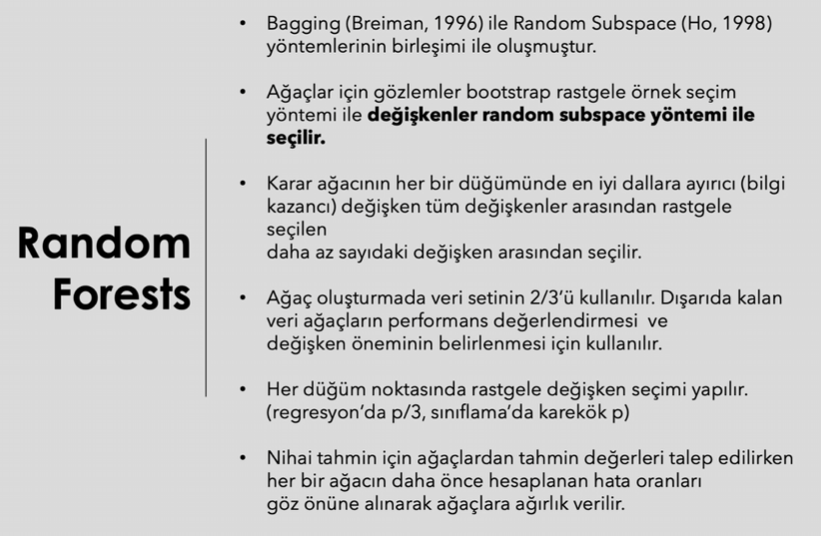 Random
Forests
• Bagging (Breiman, 1996) ile Random Subspace (Ho, 1998)
yöntemlerinin birleşimi ile oluşmuştur.
• Ağaçlar için gözlemler bootstrap rastgele örnek seçim
yöntemi ile değişkenler random subspace yöntemi ile
seçilir.
• Karar ağacının her bir düğümünde en iyi dallara ayırıcı (bilgi
kazancı) değişken tüm değişkenler arasından rastgele
seçilen
daha az sayıdaki değişken arasından seçilir.
• Ağaç oluşturmada veri setinin 2/3'ü kullanılır. Dışarıda kalan
veri ağaçların performans değerlendirmesi ve
değişken öneminin belirlenmesi için kullanılır.
• Her düğüm noktasında rastgele değişken seçimi yapılır.
(regresyon'da p/3, sınıflama'da karekök p)
• Nihai tahmin için ağaçlardan tahmin değerleri talep edilirken
her bir ağacın daha önce hesaplanan hata oranları
göz önüne alınarak ağaçlara ağırlık verilir.